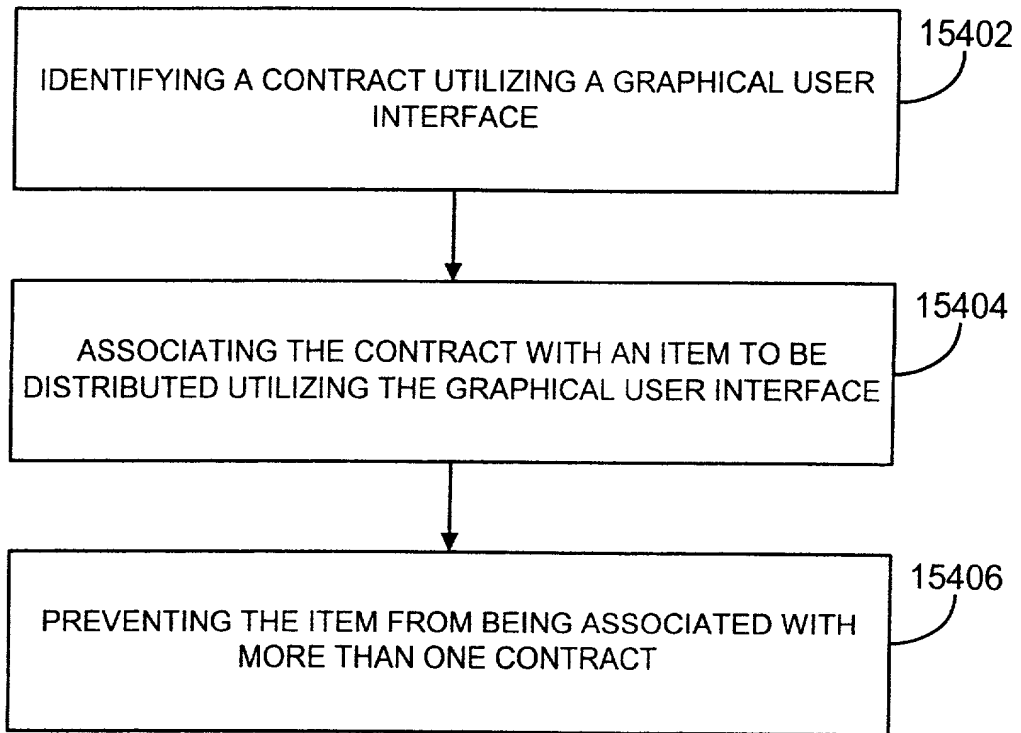 15402
IDENTIFYING A CONTRACT UTILIZING A GRAPHICAL USER
INTERFACE
15404
ASSOCIATING THE CONTRACT WITH AN ITEM TO BE
DISTRIBUTED UTILIZING THE GRAPHICAL USER INTERFACE
15406
PREVENTING THE ITEM FROM BEING ASSOCIATED WITH
MORE THAN ONE CONTRACT